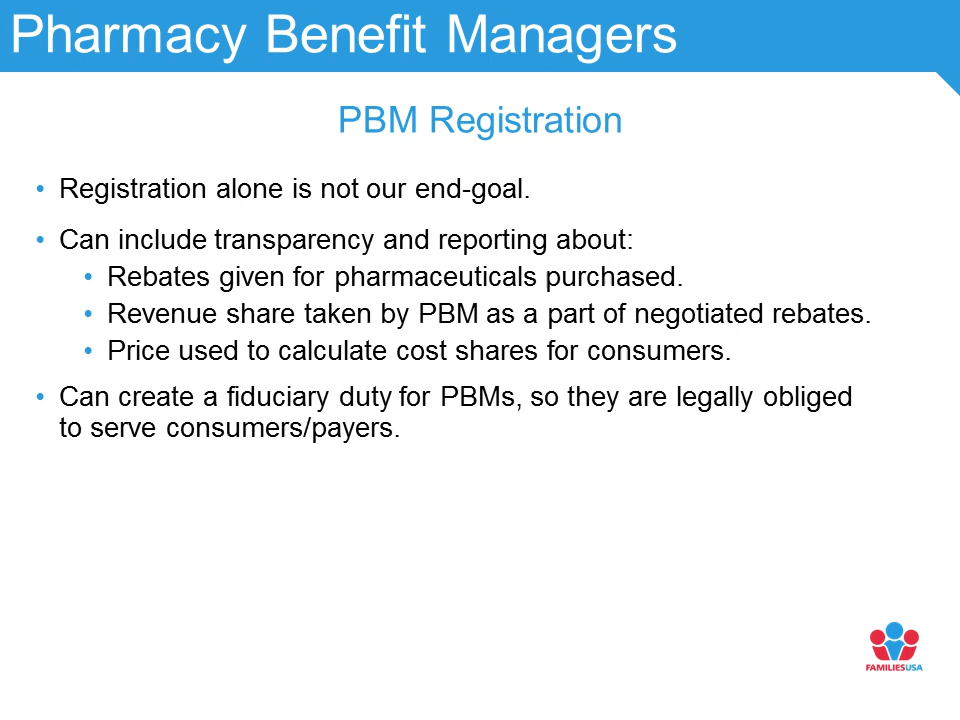 Pharmacy Benefit Managers
PBM Registration
• Registration alone is not our end-goal.
• Can include transparency and reporting about:
• Rebates given for pharmaceuticals purchased.
• Revenue share taken by PBM as a part of negotiated rebates.
• Price used to calculate cost shares for consumers.
• Can create a fiduciary duty for PBMs, so they are legally obliged
to serve consumers/payers.
FAMILIESUSA